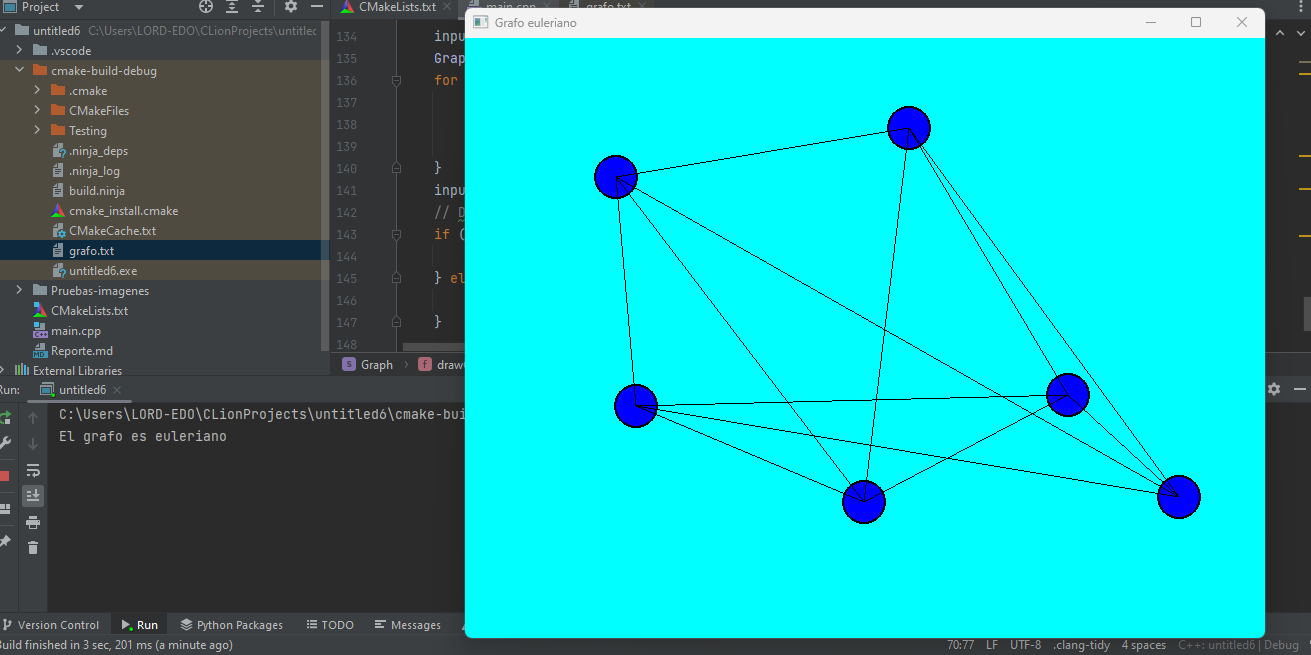 Project
CMakeLists.txt
main.cpp
grafo.txt
Grafo euleriano
untitled6 C:\Users\LORD-EDO\CLionProjects\untitled
.vscode
cmake-build-debug
.cmake
CMakeFiles
Testing
.ninja_deps
.ninja_log
build.ninja
cmake_install.cmake
CMakeCache.txt
grafo.txt
untitled6.exe
Pruebas-imagenes
CMakeLists.txt
main.cpp
Reporte.md
External Libraries
134 inpu
135 Grap
136 for
137
138
139
140 }
141 inpu
142 // D
143 if (
144
145 } el
146
147 }
148
Graph
draw
Run:
untitled6
C:\Users\LORD-EDO\CLionProjects\untitled6\cmake-bui
El grafo es euleriano
Version Control
Run
Python Packages
TODO
Messages
Build finished in 3 sec, 201 ms (a minute ago)
70:77 LF UTF-8 .clang-tidy 4 spaces C++: untitled6 | Debug